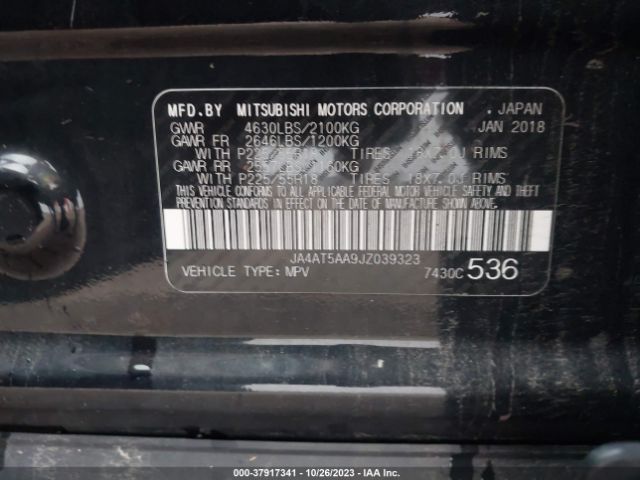 MFD.BY MITSUBISHI MOTORS CORPORATION . JAPAN
GVWR 4630LBS/2100KG JAN 2018
GAWR FR 2646LBS/1200KG
WITH TIRES RIMS
GAWR RR
WITH P225/55R18 TIRES 18X7.0J RIMS
THIS VEHICLE CONFORMS TO ALL APPLICABLE FEDERAL MOTOR VEHICLE SAFETY AND THEFT
PREVENTION STANDARDS IN EFFECT ON THE DATE OF MANUFACTURE SHOWN ABOVE.
JA4AT5AA9JZ039323
VEHICLE TYPE: MPV 7430C 536
000-37917341 | 10/26/2023 | IAA Inc.